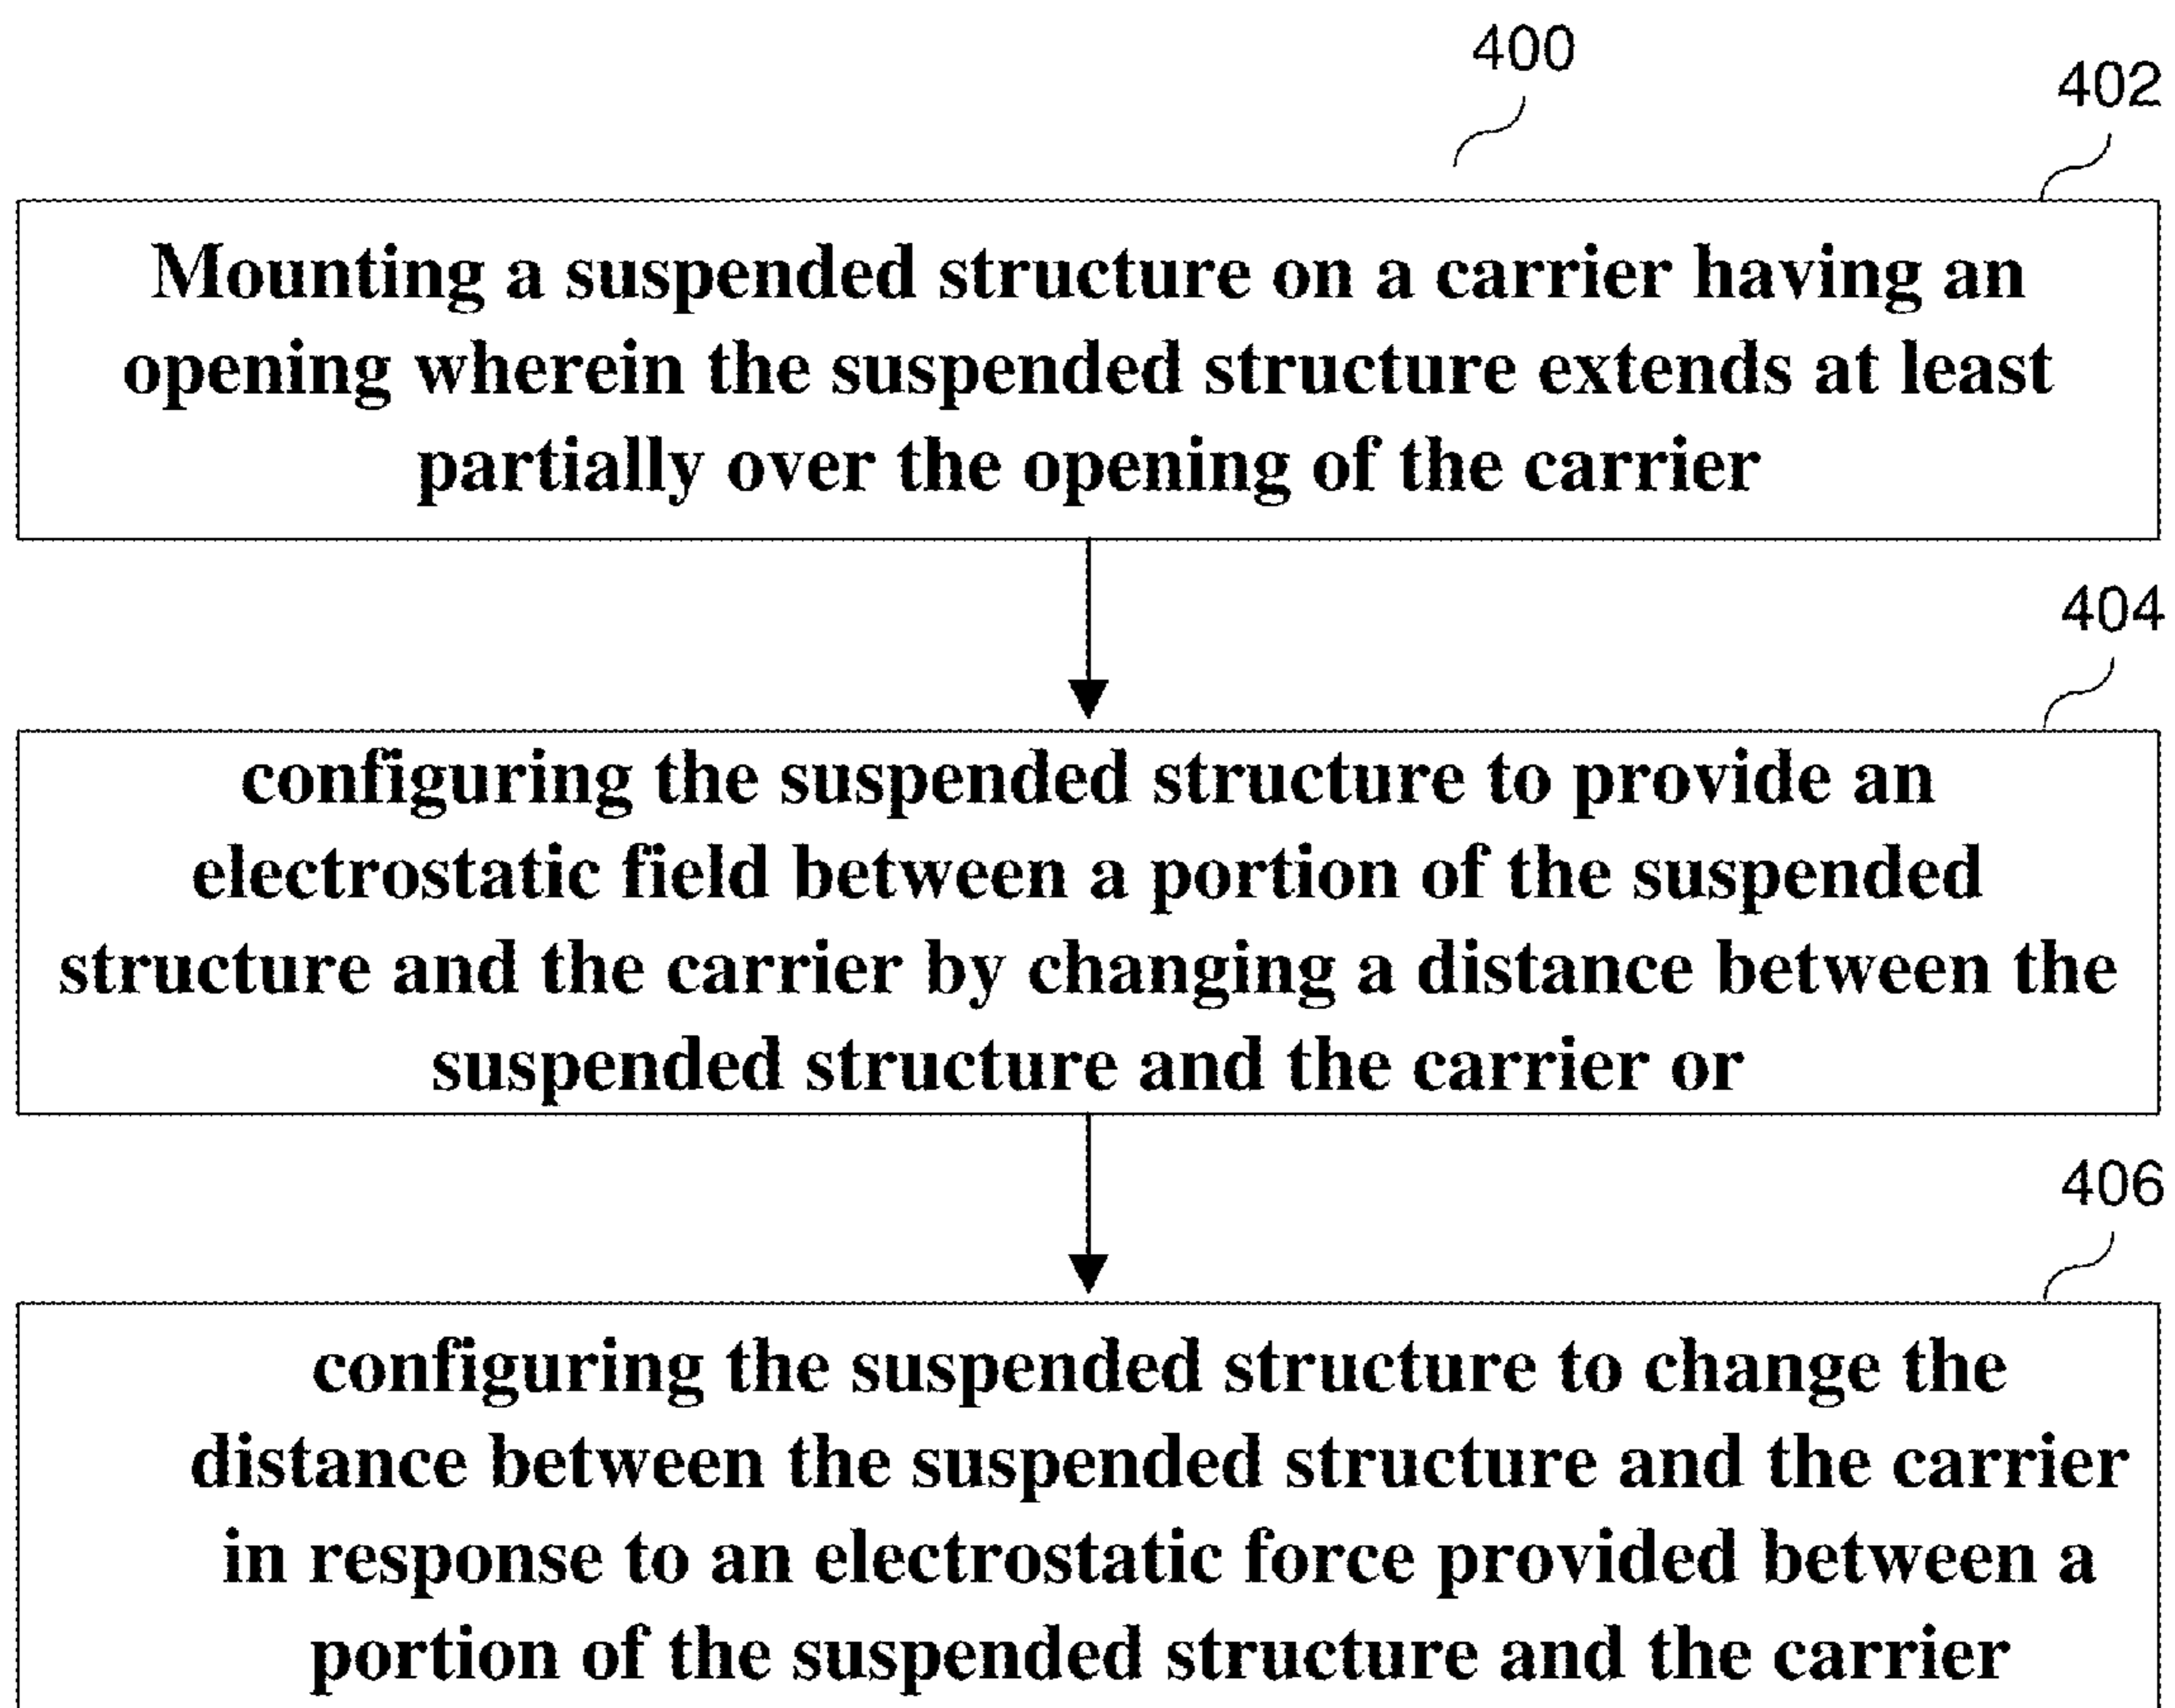 400
402
Mounting a suspended structure on a carrier having an
opening wherein the suspended structure extends at least
partially over the opening of the carrier
404
configuring the suspended structure to provide an
electrostatic field between a portion of the suspended
structure and the carrier by changing a distance between the
suspended structure and the carrier or
406
configuring the suspended structure to change the
distance between the suspended structure and the carrier
in response to an electrostatic force provided between a
portion of the suspended structure and the carrier